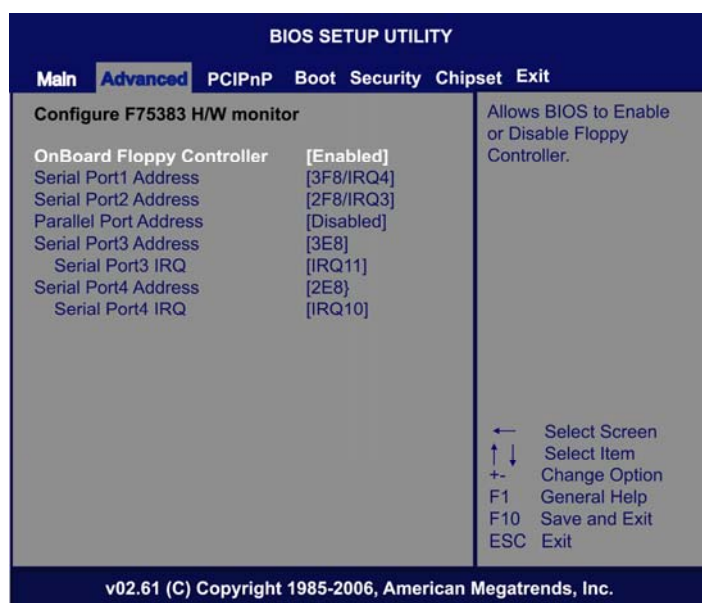 BIOS SETUP UTILITY
Main Advanced PCIPnP Boot Security Chipset Exit
Configure F75383 H/W monitor
OnBoard Floppy Controller [Enabled]
Serial Port1 Address [3F8/IRQ4]
Serial Port2 Address [2F8/IRQ3]
Parallel Port Address [Disabled]
Serial Port3 Address [3E8]
Serial Port3 IRQ [IRQ11]
Serial Port4 Address [2E8}
Serial Port4 IRQ [IRQ10]
Allows BIOS to Enable
or Disable Floppy
Controller.
← Select Screen
↑↓ Select Item
+- Change Option
F1 General Help
F10 Save and Exit
ESC Exit
v02.61 (C) Copyright 1985-2006, American Megatrends, Inc.